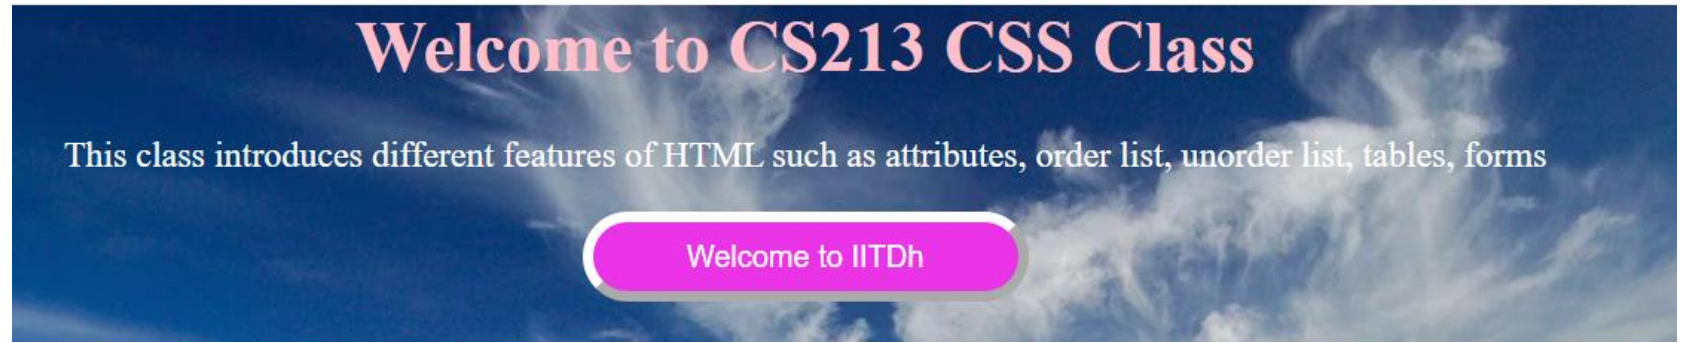 Welcome to CS213 CSS Class
This class introduces different features of HTML such as attributes, order list, unorder list, tables, forms
Welcome to IITDh